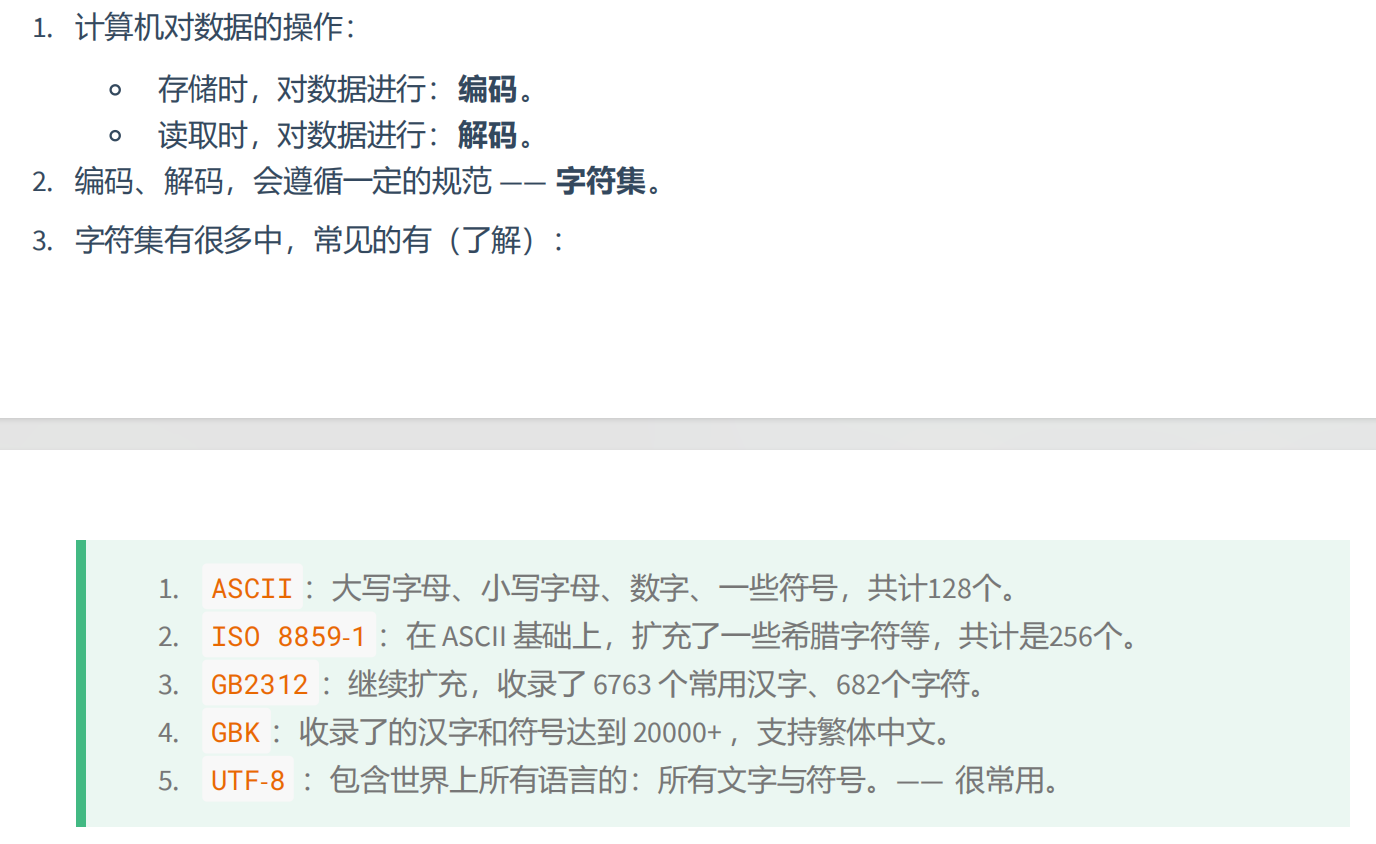 1. 计算机对数据的操作：
存储时，对数据进行：编码。
读取时，对数据进行：解码。
2. 编码、解码，会遵循一定的规范 —— 字符集。
3. 字符集有很多中，常见的有（了解）：
1. ASCII：大写字母、小写字母、数字、一些符号，共计128个。
2. ISO 8859-1：在 ASCII 基础上，扩充了一些希腊字符等，共计是256个。
3. GB2312：继续扩充，收录了 6763 个常用汉字、682个字符。
4. GBK：收录了的汉字和符号达到 20000+ ，支持繁体中文。
5. UTF-8：包含世界上所有语言的：所有文字与符号。—— 很常用。